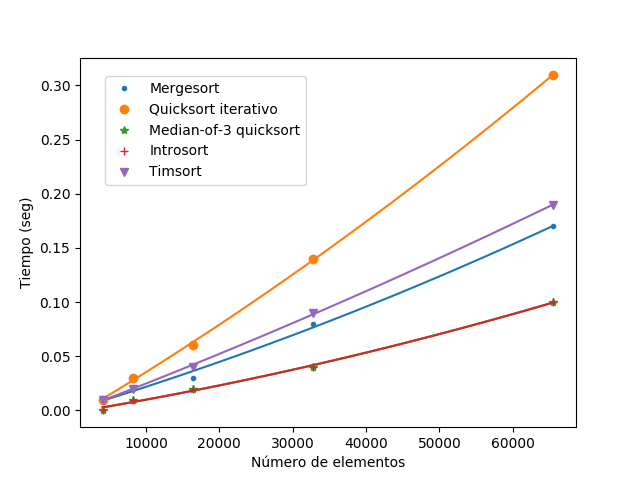 0.30
0.25
0.20
0.15
0.10
0.05
0.00
Tiempo (seg)
Mergesort
Quicksort iterativo
Median-of-3 quicksort
Introsort
Timsort
10000 20000 30000 40000 50000 60000
Número de elementos